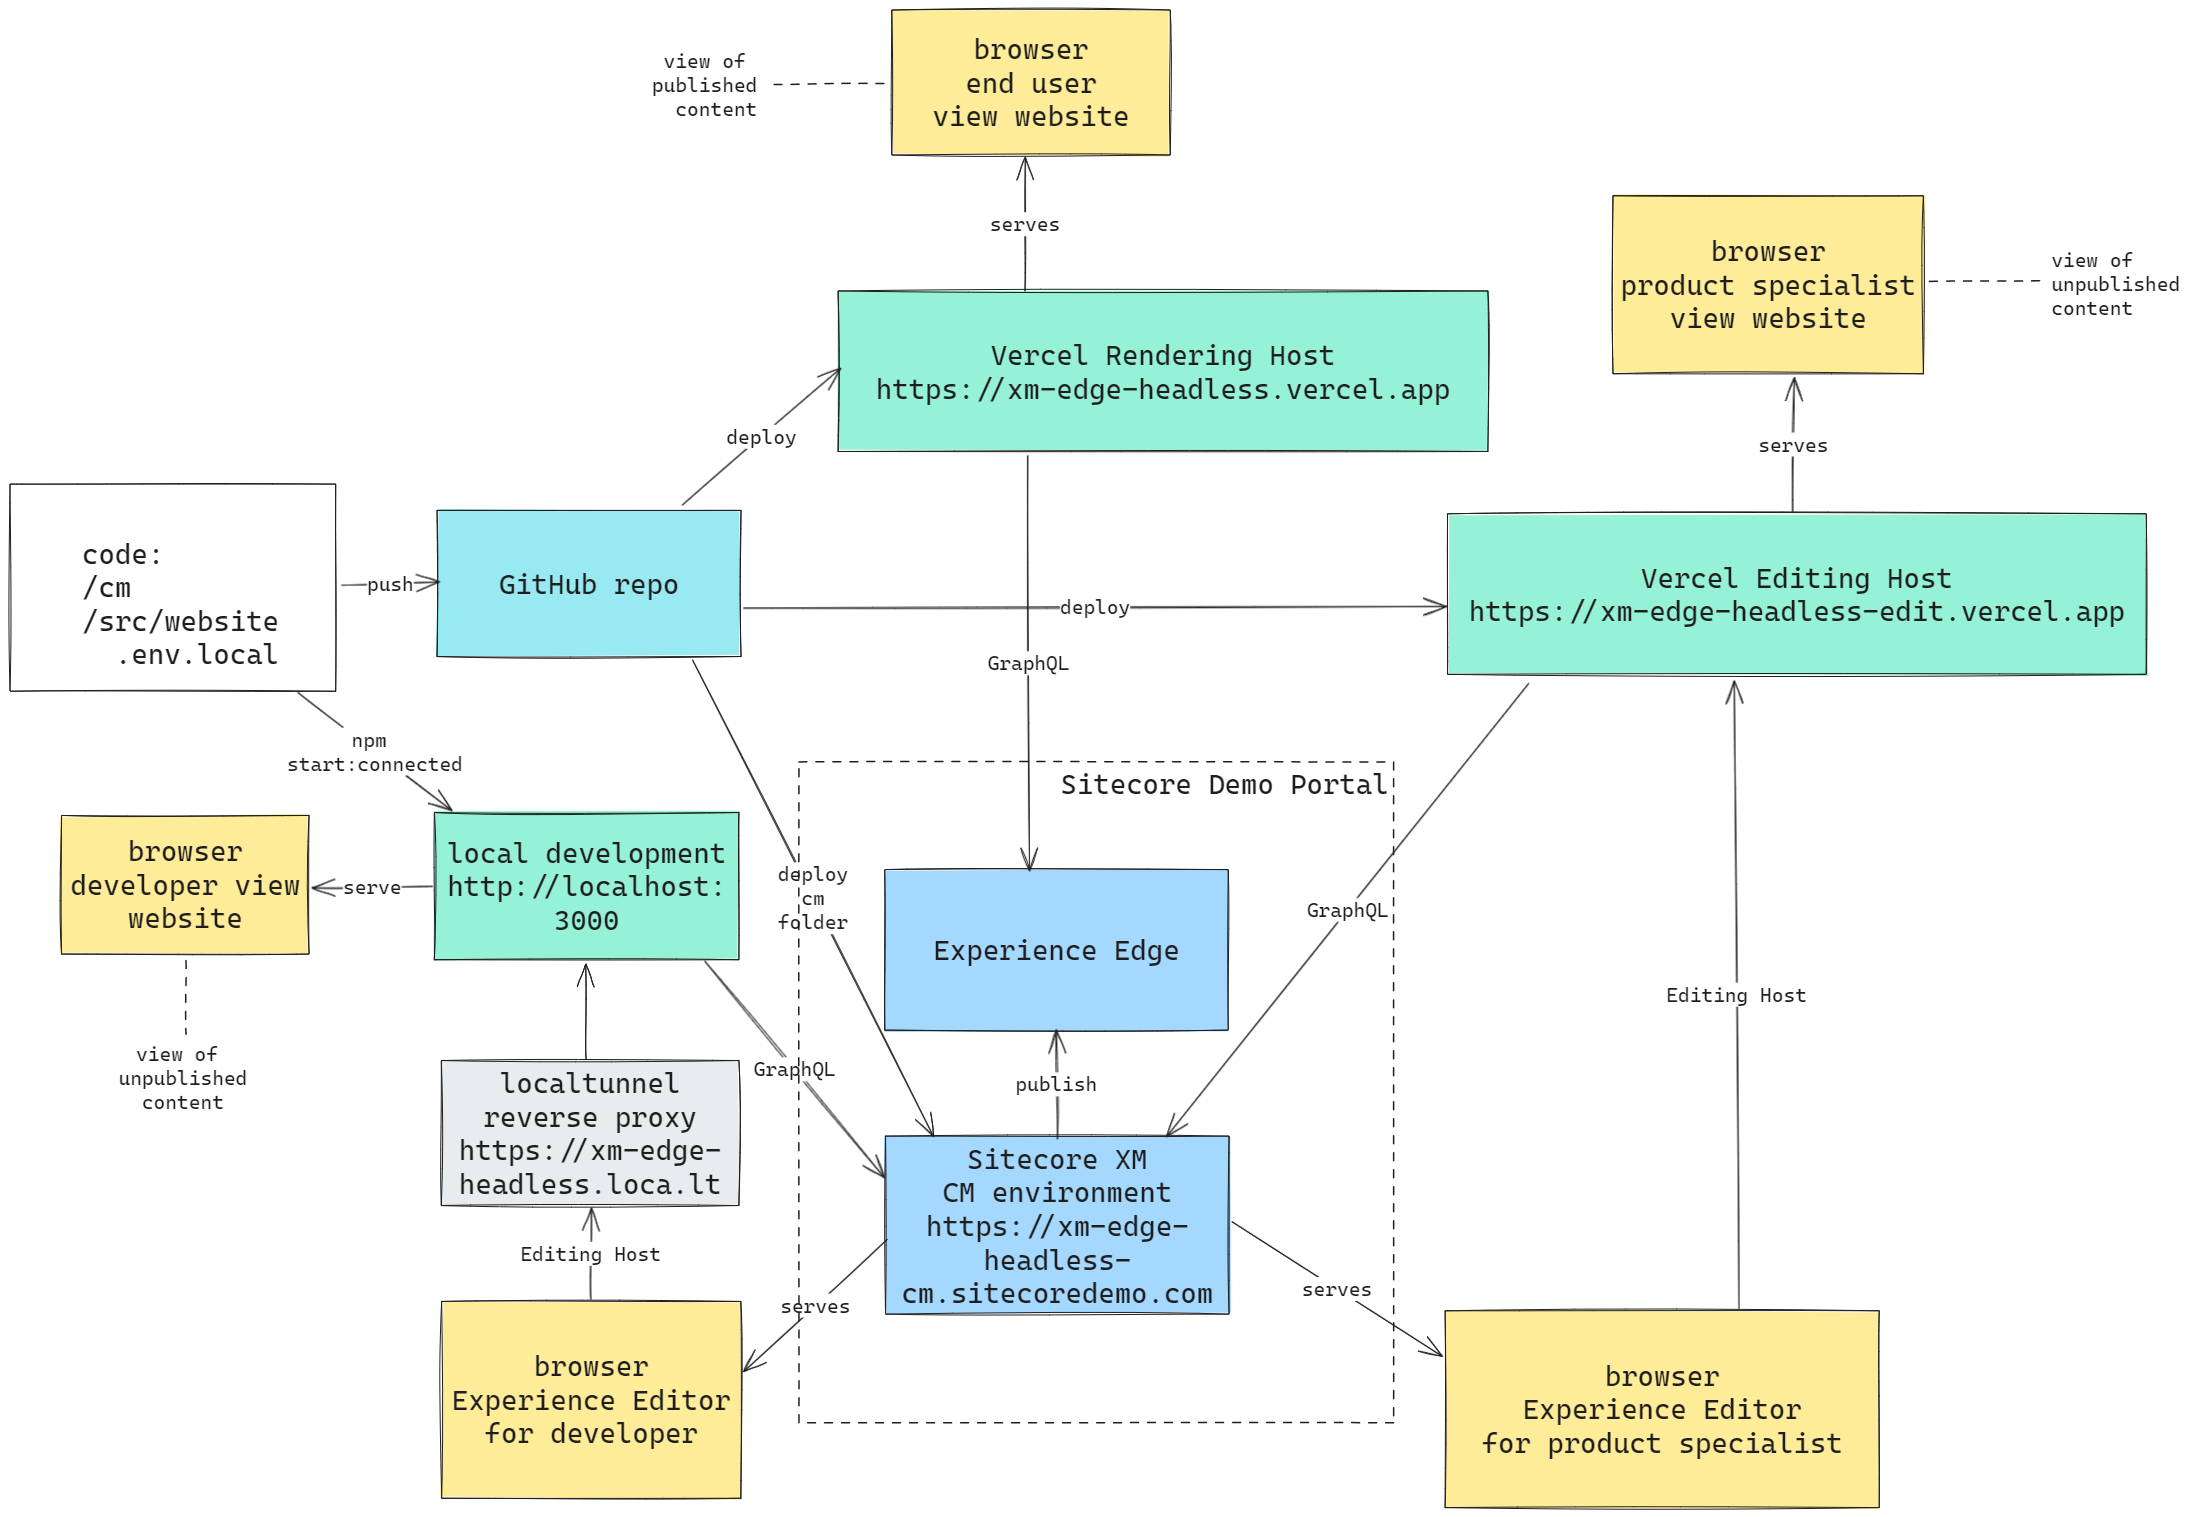 browser
end user
view website
view of
published
content
serves
browser
product specialist
view website
view of
unpublished
content
Vercel Rendering Host
https://xm-edge-headless.vercel.app
deploy
serves
code:
/cm
/src/website
.env.local
push
GitHub repo
deploy
Vercel Editing Host
https://xm-edge-headless-edit.vercel.app
GraphQL
npm
start:connected
Sitecore Demo Portal
browser
developer view
website
serve
local development
http://localhost:
3000
deploy
cm
folder
Experience Edge
GraphQL
Editing Host
view of
unpublished
content
GraphQL
publish
localtunnel
reverse proxy
https://xm-edge-
headless.loca.lt
Sitecore XM
CM environment
https://xm-edge-
headless-
cm.sitecoredemo.com
Editing Host
serves
serves
browser
Experience Editor
for developer
browser
Experience Editor
for product specialist